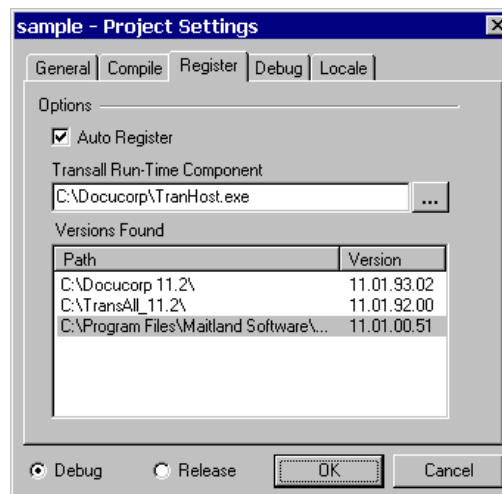 sample - Project Settings
General Compile Register Debug Locale
Options
Auto Register
Transall Run-Time Component
C:\Docucorp\TranHost.exe ...
Versions Found
Path Version
C:\Docucorp 11.2\ 11.01.93.02
C:\TransAll_11.2\ 11.01.92.00
C:\Program Files\Maitland Software\... 11.01.00.51
Debug Release OK Cancel